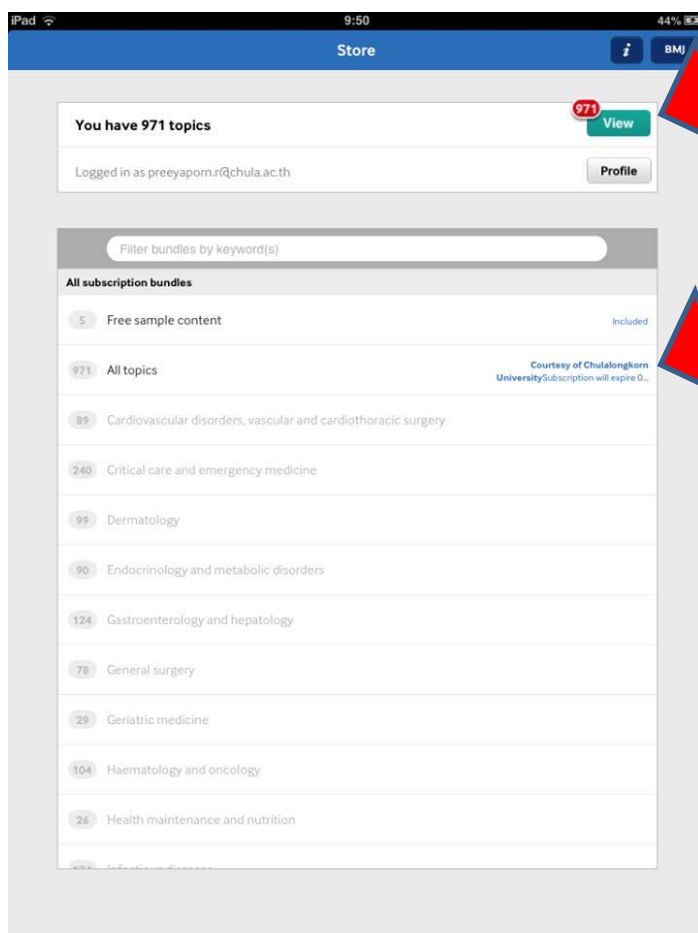 iPad 9:50 44%
Store i BMJ
You have 971 topics 971 View
Logged in as preeyaporn.r@chula.ac.th Profile
Filter bundles by keyword(s)
All subscription bundles
5 Free sample content Included
971 All topics Courtesy of Chulalongkorn
UniversitySubscription will expire 0...
89 Cardiovascular disorders, vascular and cardiothoracic surgery
240 Critical care and emergency medicine
99 Dermatology
90 Endocrinology and metabolic disorders
124 Gastroenterology and hepatology
78 General surgery
29 Geriatric medicine
104 Haematology and oncology
26 Health maintenance and nutrition